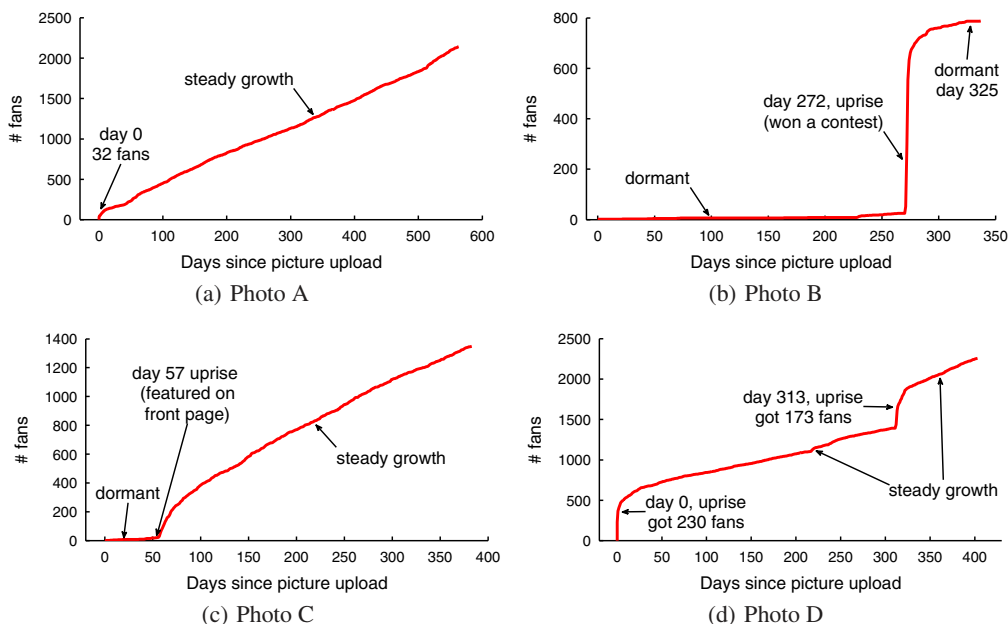 2500
2000
1500
1000
500
0
# fans
day 0
32 fans
steady growth
0 100 200 300 400 500 600
Days since picture upload
(a) Photo A
800
600
400
200
0
# fans
dormant
day 272, uprise
(won a contest)
dormant
day 325
0 50 100 150 200 250 300 350
Days since picture upload
(b) Photo B
1400
1200
1000
800
600
400
200
0
# fans
dormant
day 57 uprise
(featured on
front page)
steady growth
0 50 100 150 200 250 300 350 400
Days since picture upload
(c) Photo C
2500
2000
1500
1000
500
0
# fans
day 0, uprise
got 230 fans
day 313, uprise
got 173 fans
steady growth
0 50 100 150 200 250 300 350 400
Days since picture upload
(d) Photo D